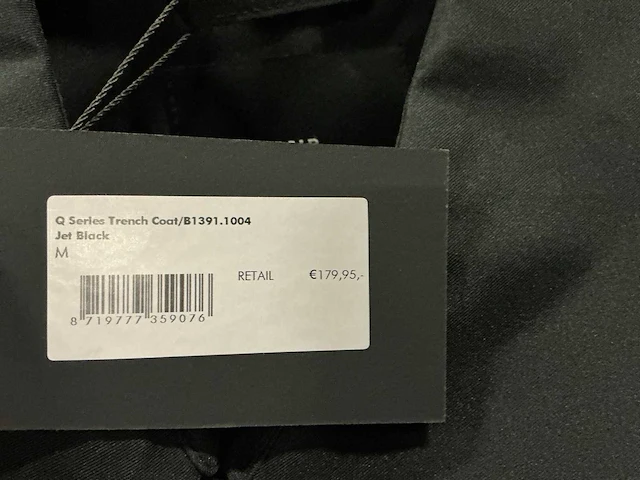 Q Series Trench Coat/B1391.1004
Jet Black
M
RETAIL €179,95,-
8 719777 359076